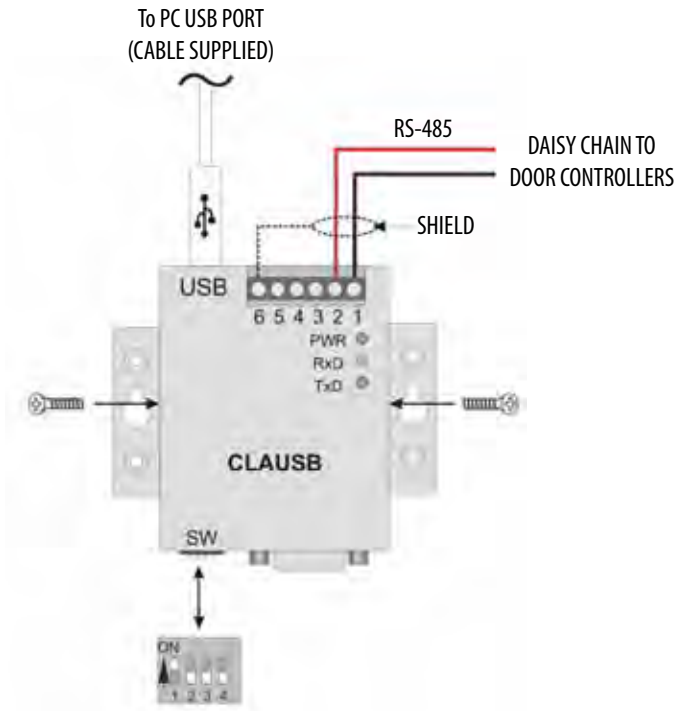 To PC USB PORT
(CABLE SUPPLIED)
RS-485
DAISY CHAIN TO
DOOR CONTROLLERS
SHIELD
USB
6 5 4 3 2 1
PWR
RxD
TxD
CLAUSB
SW
ON
1 2 3 4